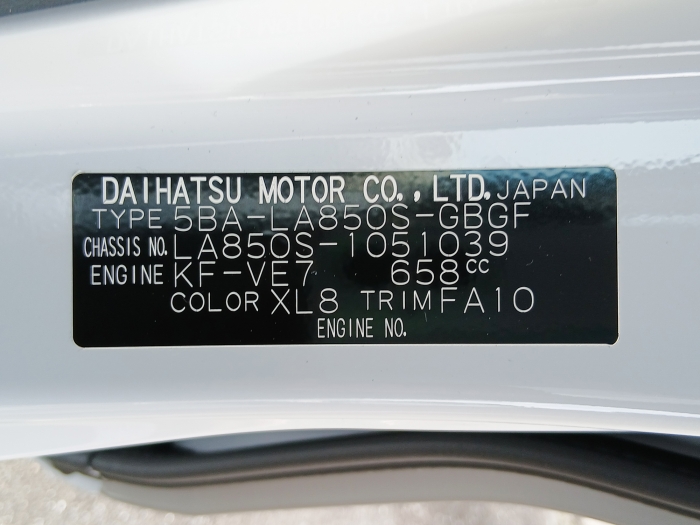 DAIHATSU MOTOR CO., LTD. JAPAN
TYPE 5BA-LA850S-GBGF
CHASSIS NO. LA850S-1051039
ENGINE KF-VE7 658cc
COLOR XL8 TRIM FA10
ENGINE NO.